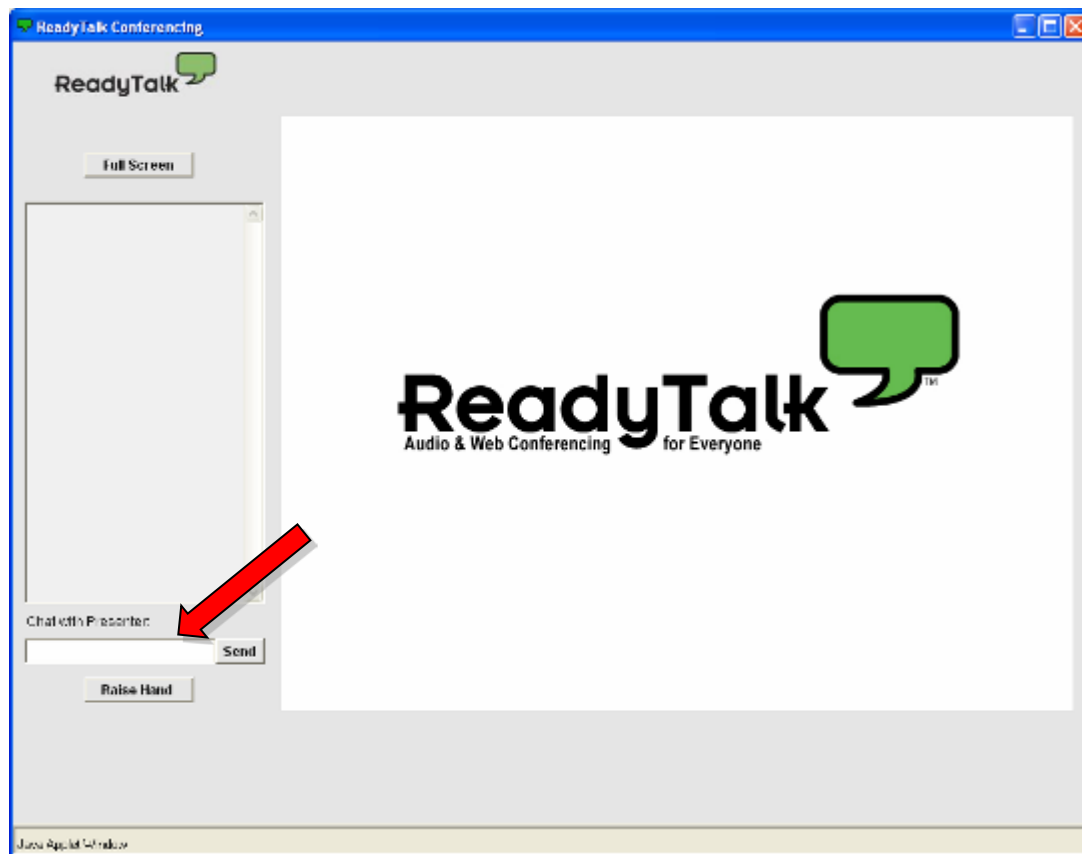 ReadyTalk Conferencing
ReadyTalk
Full Screen
ReadyTalk
TM
Audio & Web Conferencing for Everyone
Chat with Presenter:
Send
Raise Hand
Java Applet Window